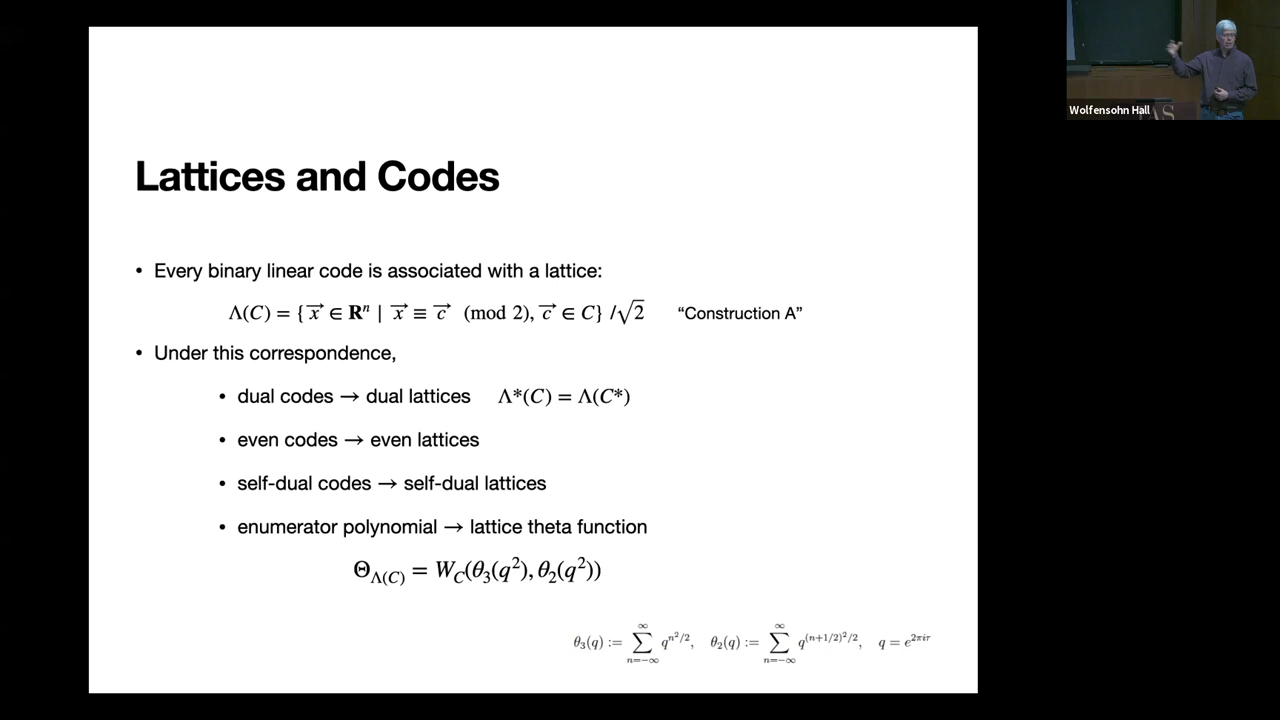 Lattices and Codes
• Every binary linear code is associated with a lattice:
Λ(C) = { x⃗ ∈ Rⁿ | x⃗ ≡ c⃗ (mod 2), c⃗ ∈ C} /√2 “Construction A”
• Under this correspondence,
• dual codes → dual lattices Λ*(C) = Λ(C*)
• even codes → even lattices
• self-dual codes → self-dual lattices
• enumerator polynomial → lattice theta function
Θ_Λ(C) = W_C(θ₃(q²), θ₂(q²))
θ₃(q) := ∑_{n=−∞}^{∞} q^{n²/2}, θ₂(q) := ∑_{n=−∞}^{∞} q^{(n+1/2)²/2}, q = e^{2πiτ}
Wolfensohn Hall
IAS